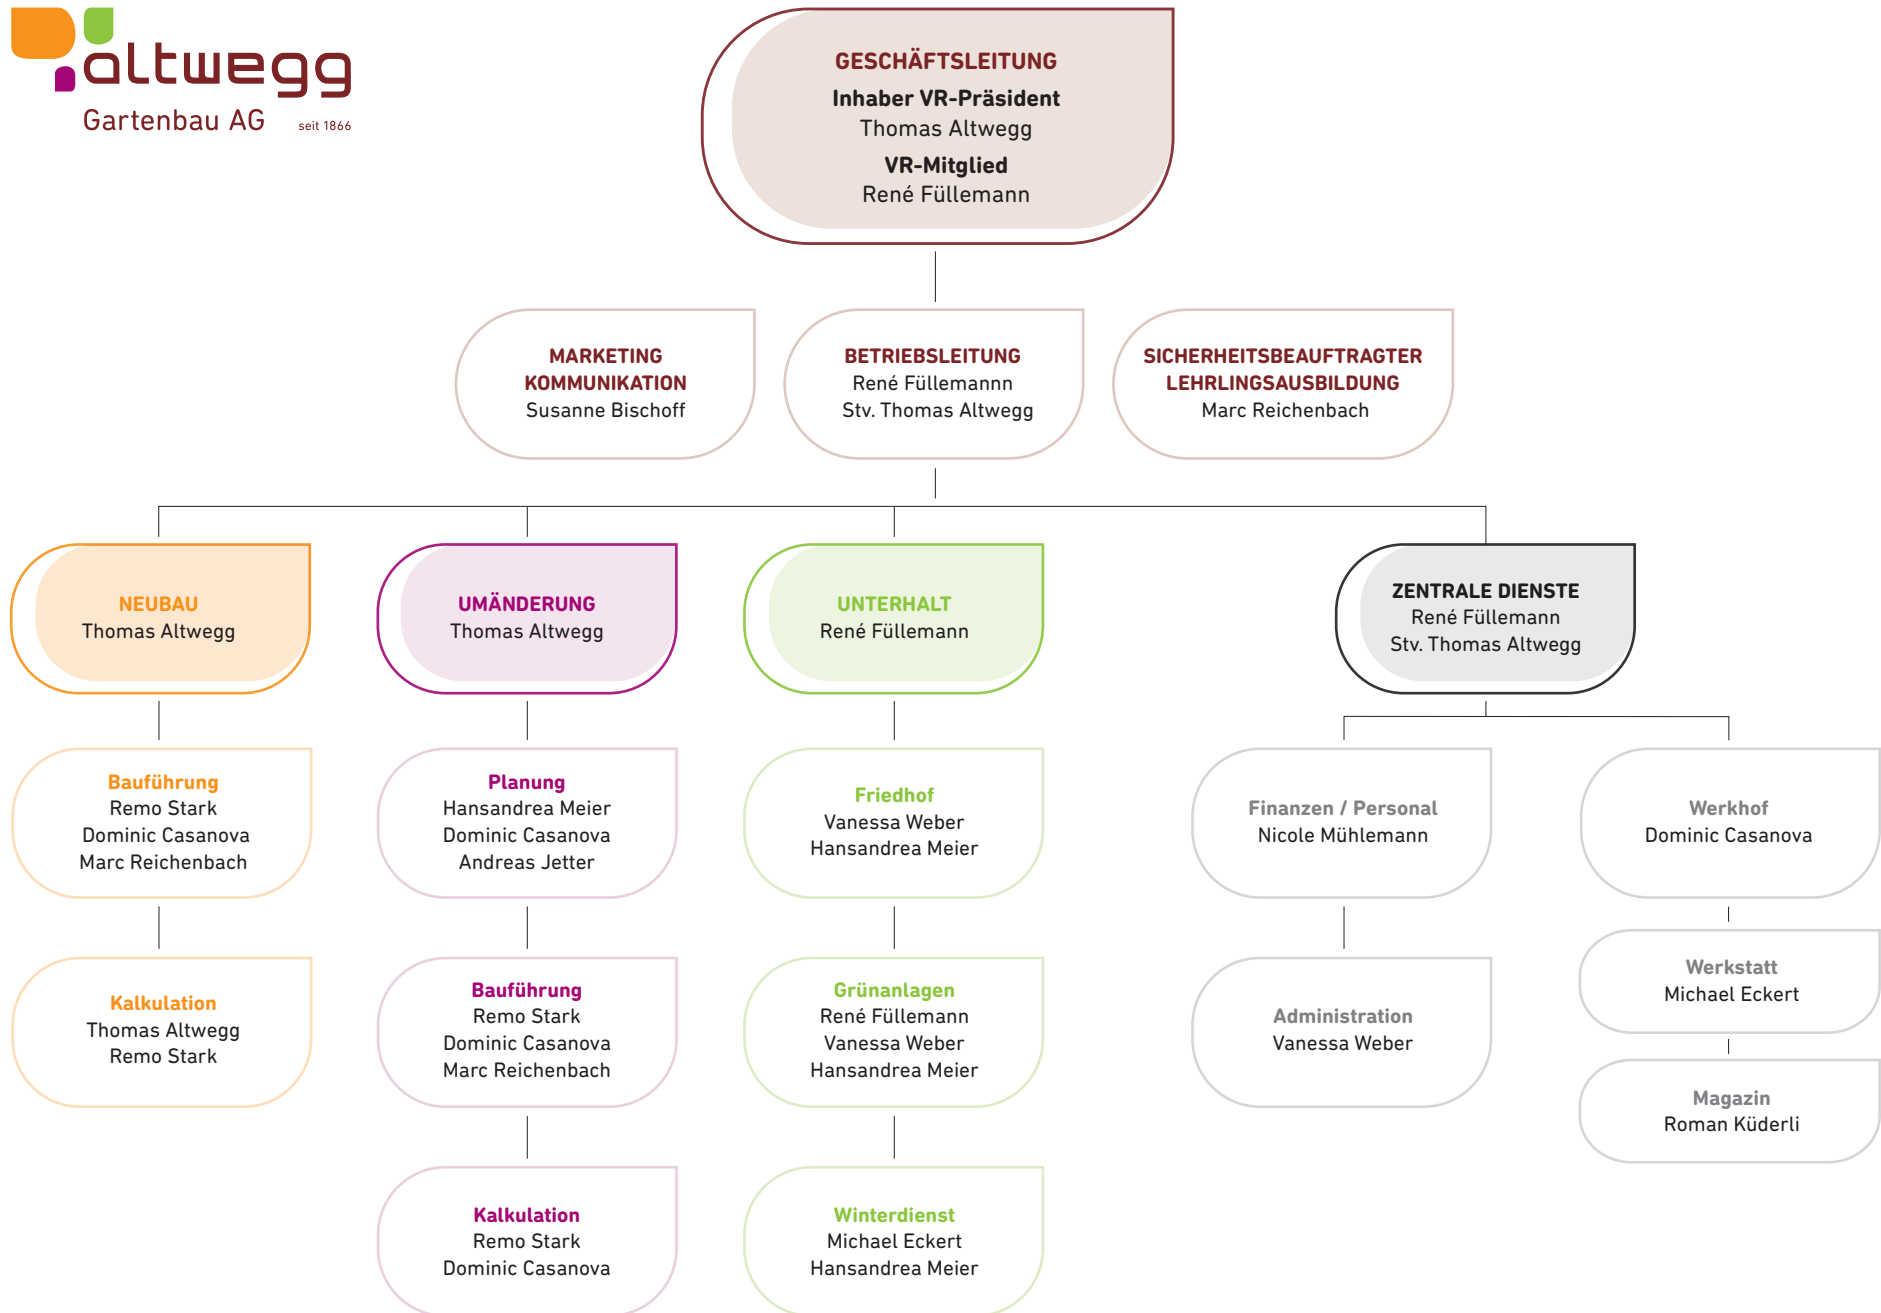 altwegg
Gartenbau AG seit 1866
GESCHÄFTSLEITUNG
Inhaber VR-Präsident
Thomas Altwegg
VR-Mitglied
René Füllemann
MARKETING
KOMMUNIKATION
Susanne Bischoff
BETRIEBSLEITUNG
René Füllemannn
Stv. Thomas Altwegg
SICHERHEITSBEAUFTRAGTER
LEHRLINGSAUSBILDUNG
Marc Reichenbach
NEUBAU
Thomas Altwegg
UMÄNDERUNG
Thomas Altwegg
UNTERHALT
René Füllemann
ZENTRALE DIENSTE
René Füllemann
Stv. Thomas Altwegg
Bauführung
Remo Stark
Dominic Casanova
Marc Reichenbach
Planung
Hansandrea Meier
Dominic Casanova
Andreas Jetter
Friedhof
Vanessa Weber
Hansandrea Meier
Finanzen / Personal
Nicole Mühlemann
Werkhof
Dominic Casanova
Kalkulation
Thomas Altwegg
Remo Stark
Bauführung
Remo Stark
Dominic Casanova
Marc Reichenbach
Grünanlagen
René Füllemann
Vanessa Weber
Hansandrea Meier
Administration
Vanessa Weber
Werkstatt
Michael Eckert
Magazin
Roman Küderli
Kalkulation
Remo Stark
Dominic Casanova
Winterdienst
Michael Eckert
Hansandrea Meier